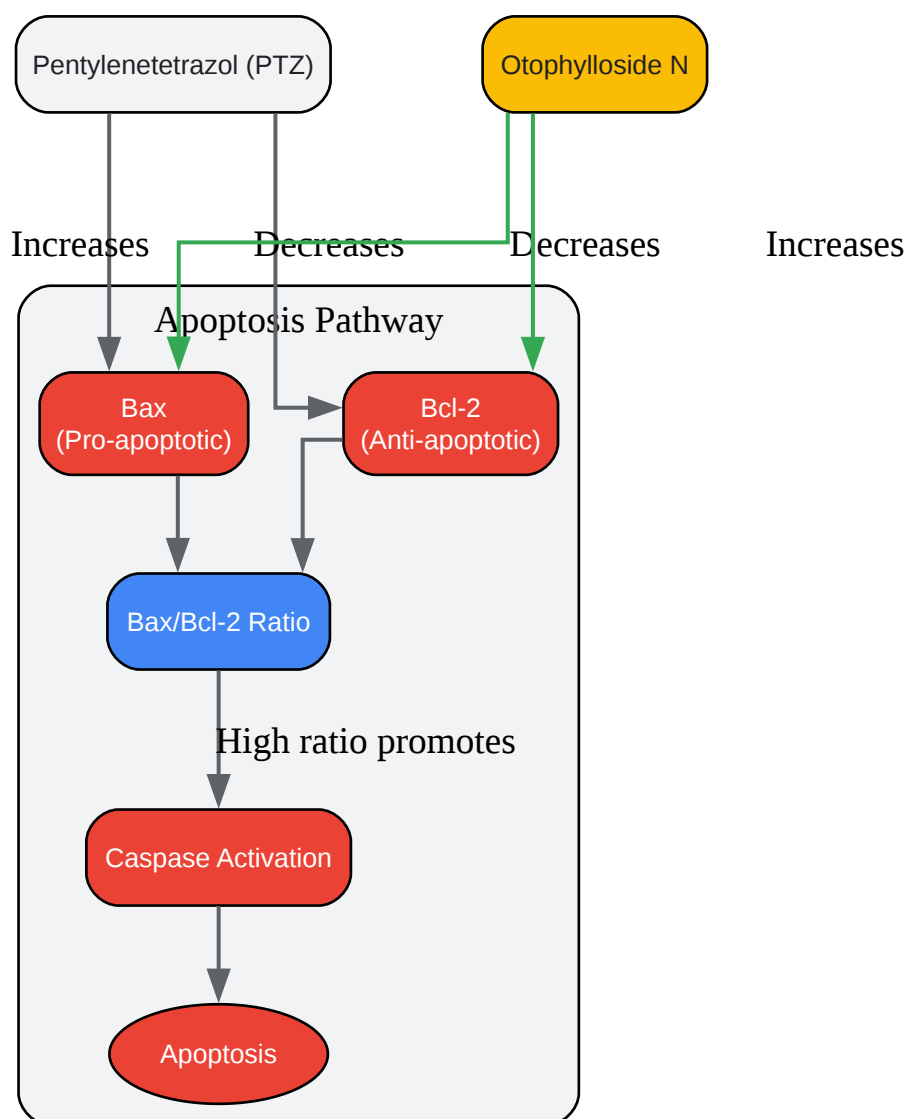 Pentylenetetrazol (PTZ)
Otophylloside N
Increases
Decreases
Decreases
Increases
Apoptosis Pathway
Bax
(Pro-apoptotic)
Bcl-2
(Anti-apoptotic)
Bax/Bcl-2 Ratio
High ratio promotes
Caspase Activation
Apoptosis